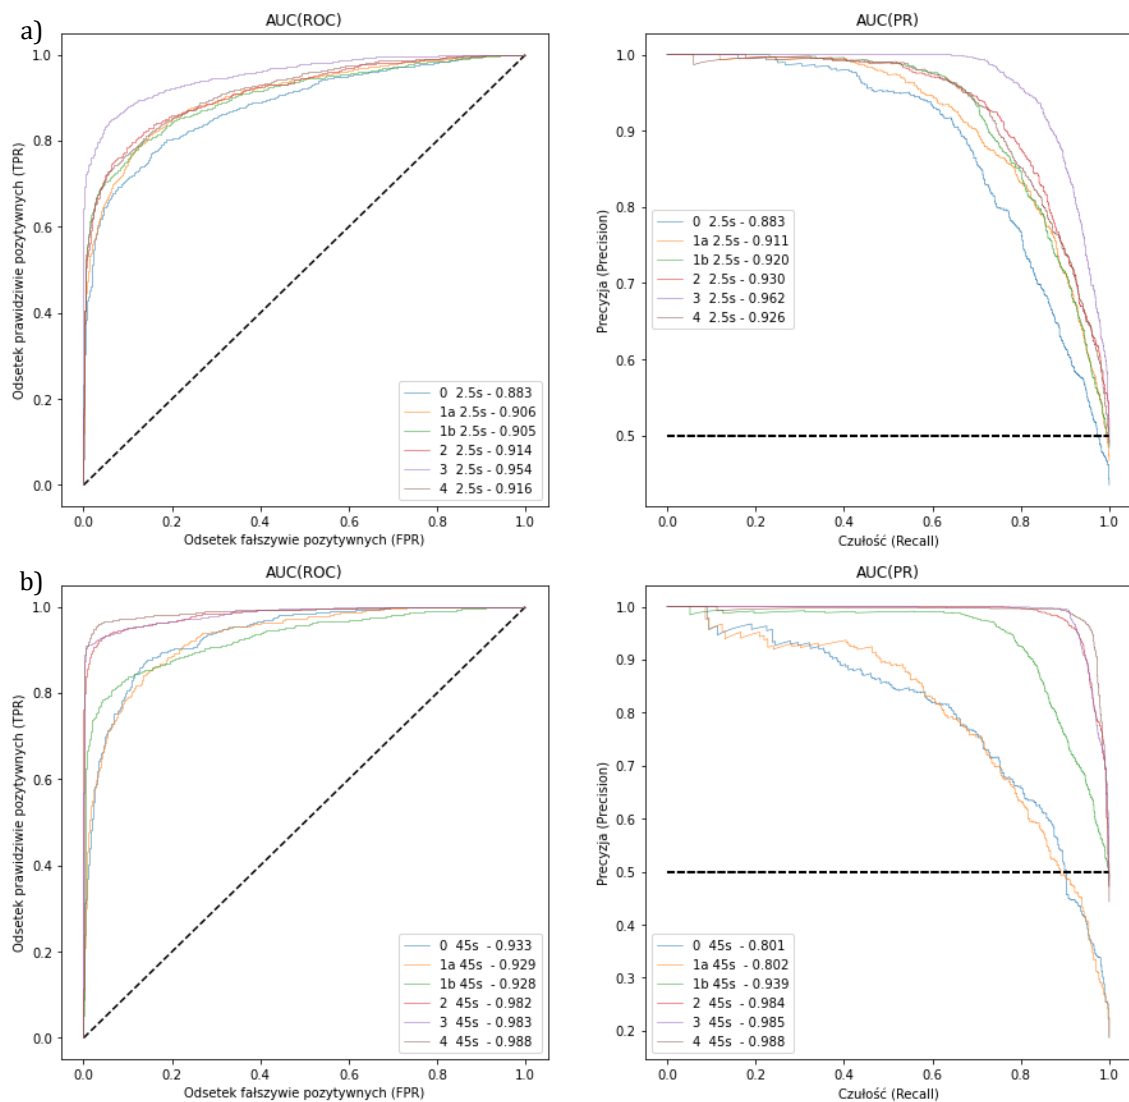 a)
AUC(ROC)
Odsetek prawidziwie pozytywnych (TPR)
1.0
0.8
0.6
0.4
0.2
0.0
0 2.5s - 0.883
1a 2.5s - 0.906
1b 2.5s - 0.905
2 2.5s - 0.914
3 2.5s - 0.954
4 2.5s - 0.916
0.0 0.2 0.4 0.6 0.8 1.0
Odsetek fałszywie pozytywnych (FPR)
AUC(PR)
Precyzja (Precision)
1.0
0.9
0.8
0.7
0.6
0.5
0 2.5s - 0.883
1a 2.5s - 0.911
1b 2.5s - 0.920
2 2.5s - 0.930
3 2.5s - 0.962
4 2.5s - 0.926
0.0 0.2 0.4 0.6 0.8 1.0
Czułość (Recall)
b)
AUC(ROC)
Odsetek prawidziwie pozytywnych (TPR)
1.0
0.8
0.6
0.4
0.2
0.0
0 45s - 0.933
1a 45s - 0.929
1b 45s - 0.928
2 45s - 0.982
3 45s - 0.983
4 45s - 0.988
0.0 0.2 0.4 0.6 0.8 1.0
Odsetek fałszywie pozytywnych (FPR)
AUC(PR)
Precyzja (Precision)
1.0
0.9
0.8
0.7
0.6
0.5
0.4
0.3
0.2
0 45s - 0.801
1a 45s - 0.802
1b 45s - 0.939
2 45s - 0.984
3 45s - 0.985
4 45s - 0.988
0.0 0.2 0.4 0.6 0.8 1.0
Czułość (Recall)